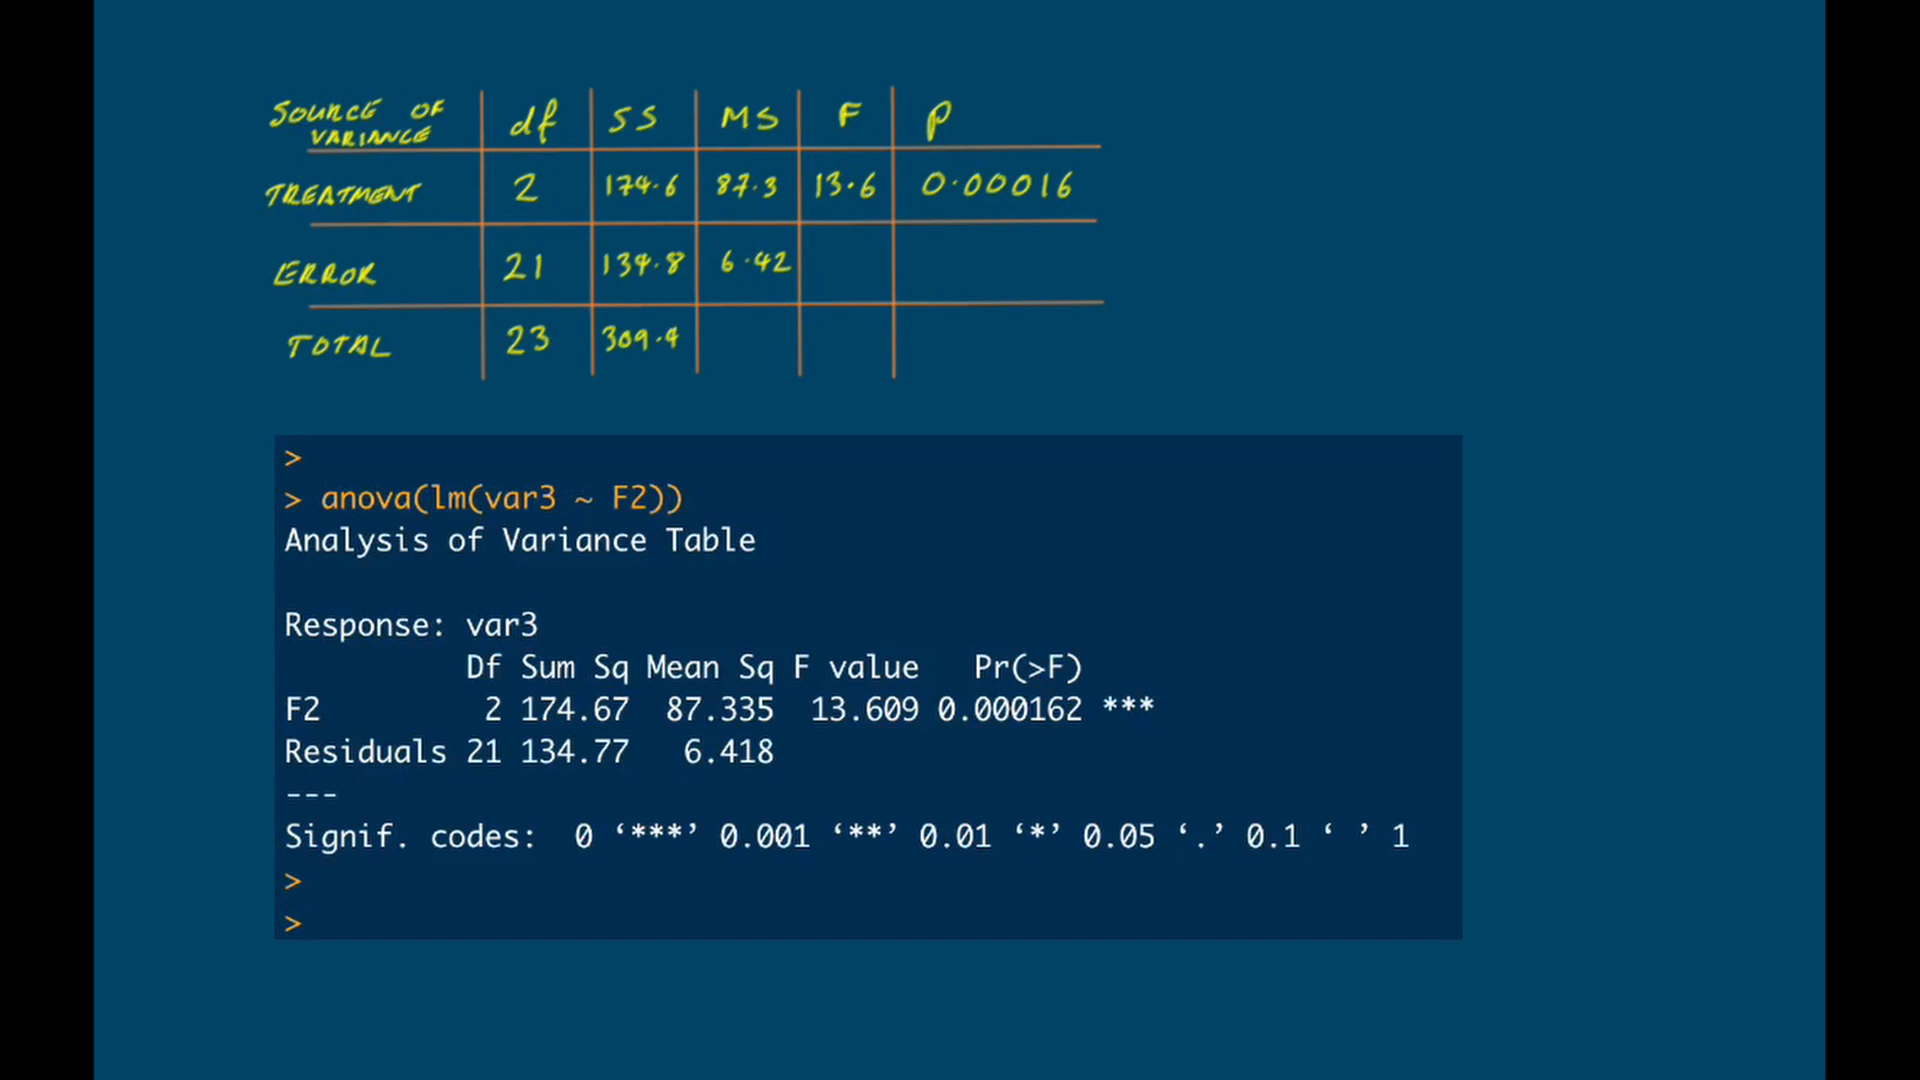 SOURCE OF VARIANCE df SS MS F p
TREATMENT 2 174.6 87.3 13.6 0.00016
ERROR 21 134.8 6.42
TOTAL 23 309.4
>
> anova(lm(var3 ~ F2))
Analysis of Variance Table
Response: var3
Df Sum Sq Mean Sq F value Pr(>F)
F2 2 174.67 87.335 13.609 0.000162 ***
Residuals 21 134.77 6.418
---
Signif. codes: 0 ‘***’ 0.001 ‘**’ 0.01 ‘*’ 0.05 ‘.’ 0.1 ‘ ’ 1
>
>